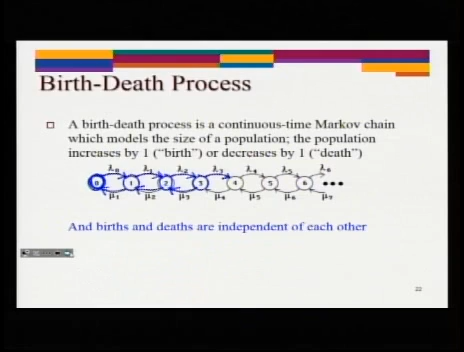 Birth-Death Process
A birth-death process is a continuous-time Markov chain
which models the size of a population; the population
increases by 1 ("birth") or decreases by 1 ("death")
λ₀ λ₁ λ₂ λ₃ λ₄ λ₅ λ₆
0 1 2 3 4 5 6 •••
μ₁ μ₂ μ₃ μ₄ μ₅ μ₆ μ₇
And births and deaths are independent of each other
22